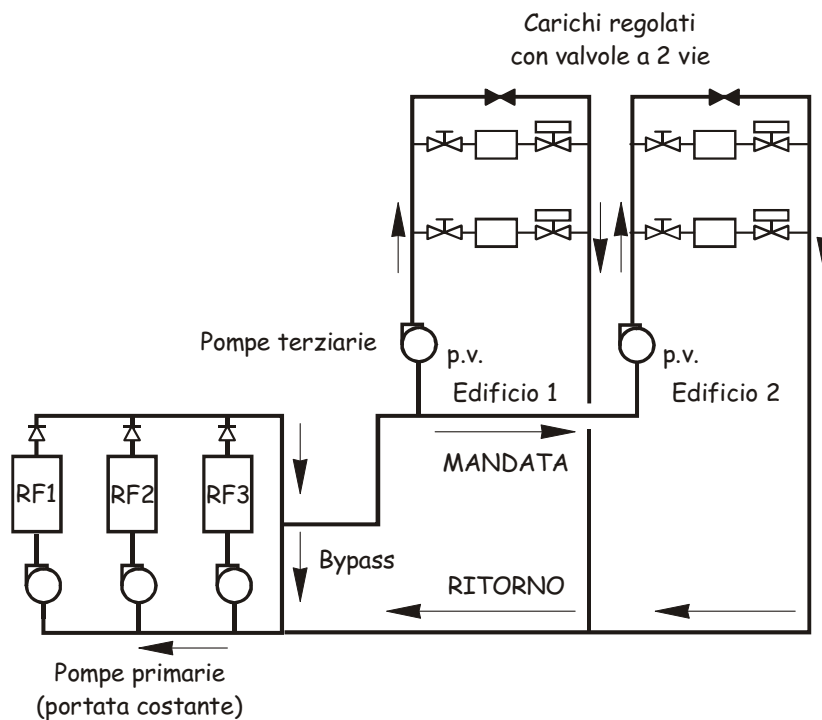 Carichi regolati
con valvole a 2 vie
Pompe terziarie
p.v.
p.v.
Edificio 1
Edificio 2
MANDATA
RF1
RF2
RF3
Bypass
RITORNO
Pompe primarie
(portata costante)